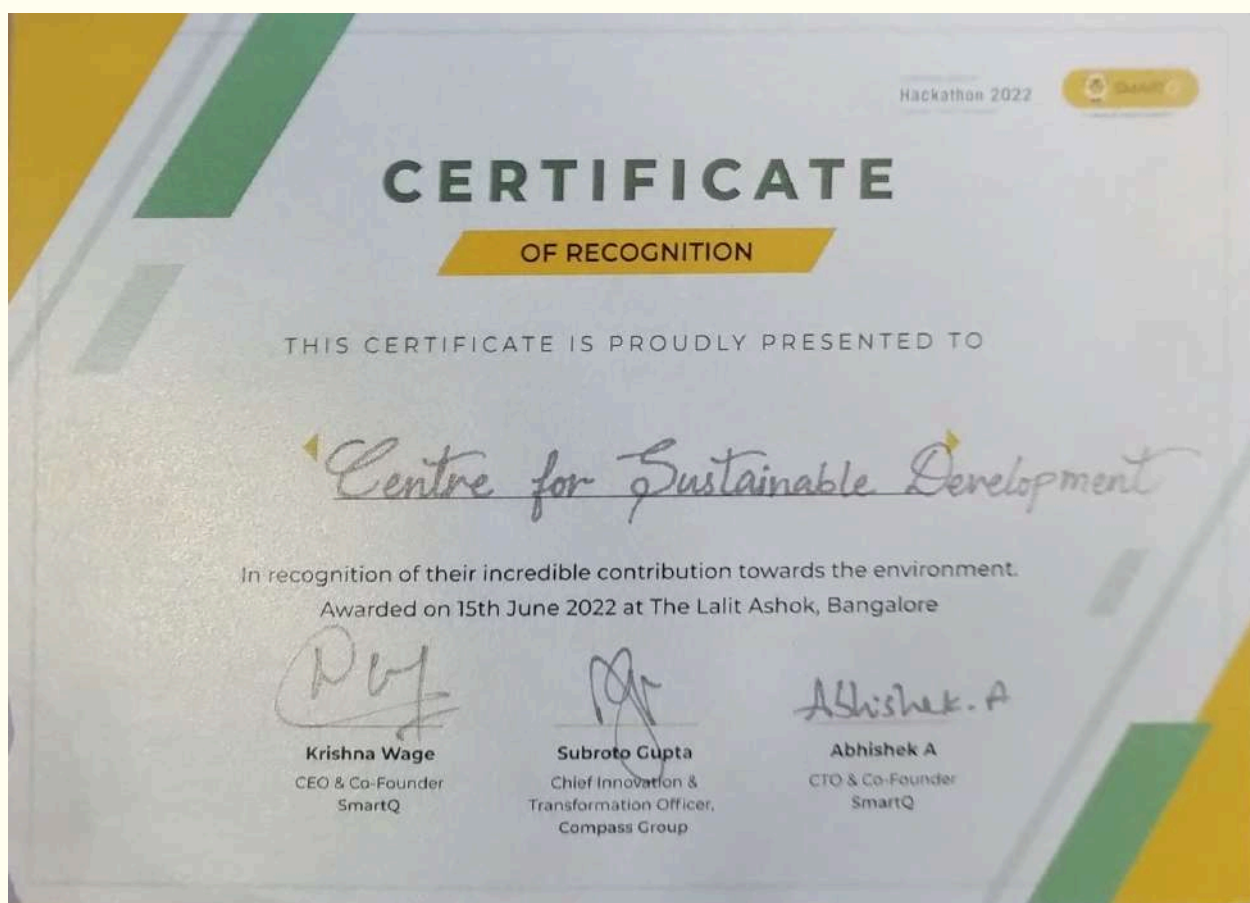 Hackathon 2022
CERTIFICATE
OF RECOGNITION
THIS CERTIFICATE IS PROUDLY PRESENTED TO
Centre for Sustainable Development
In recognition of their incredible contribution towards the environment.
Awarded on 15th June 2022 at The Lalit Ashok, Bangalore
Abhishek. A
Krishna Wage
CEO & Co-Founder
SmartQ
Subroto Gupta
Chief Innovation &
Transformation Officer,
Compass Group
Abhishek A
CTO & Co-Founder
SmartQ